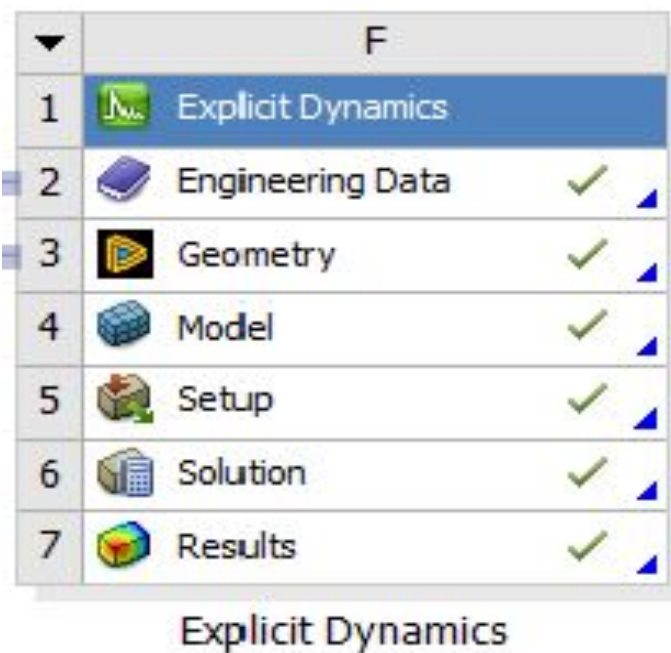 F
1 Explicit Dynamics
2 Engineering Data
3 Geometry
4 Model
5 Setup
6 Solution
7 Results
Explicit Dynamics